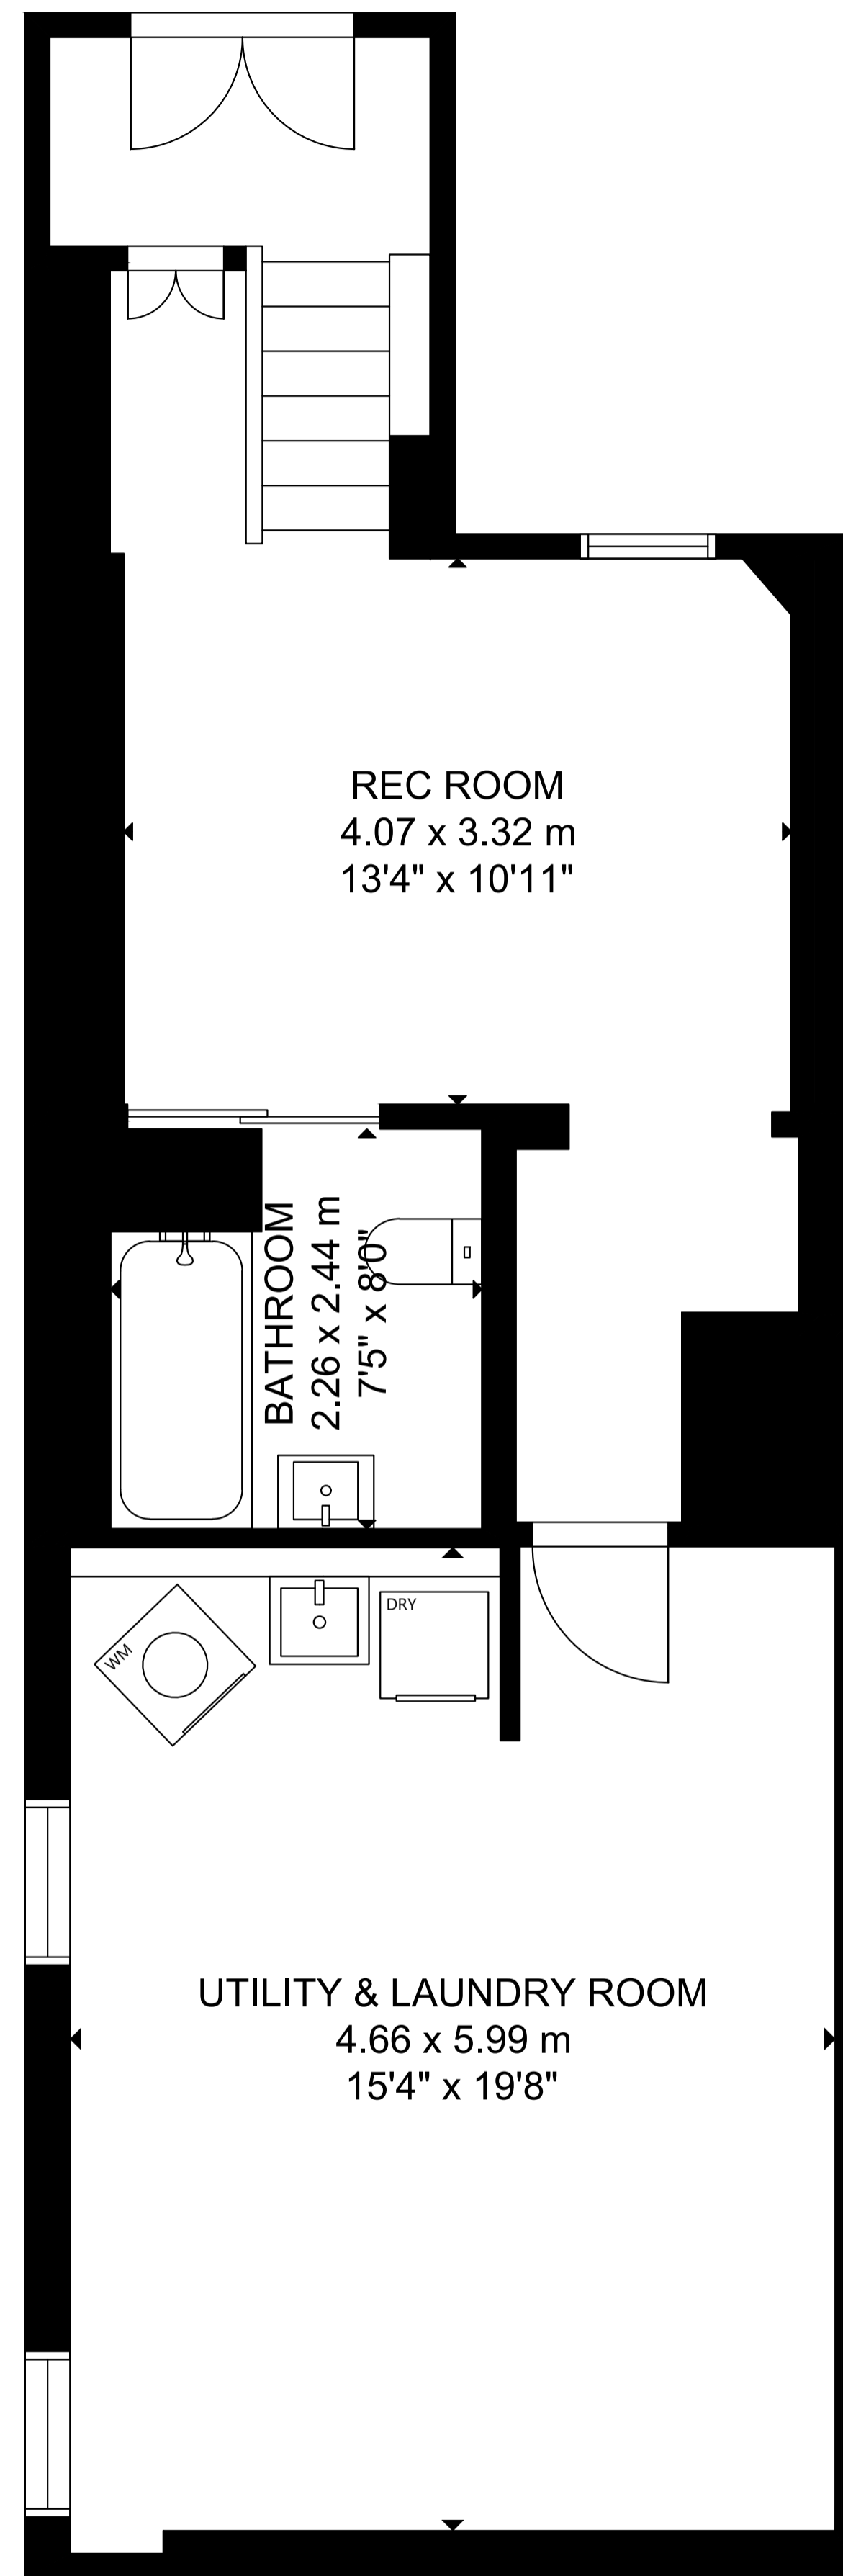 REC ROOM
4.07 x 3.32 m
13'4" x 10'11"
BATHROOM
2.26 x 2.44 m
7'5" x 8'0"
WM
DRY
UTILITY & LAUNDRY ROOM
4.66 x 5.99 m
15'4" x 19'8"